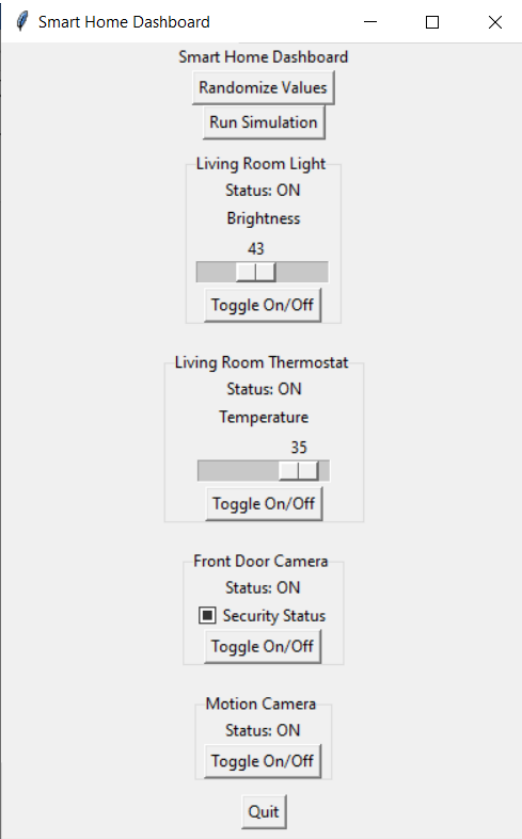 Smart Home Dashboard
Smart Home Dashboard
Randomize Values
Run Simulation
Living Room Light
Status: ON
Brightness
43
Toggle On/Off
Living Room Thermostat
Status: ON
Temperature
35
Toggle On/Off
Front Door Camera
Status: ON
Security Status
Toggle On/Off
Motion Camera
Status: ON
Toggle On/Off
Quit